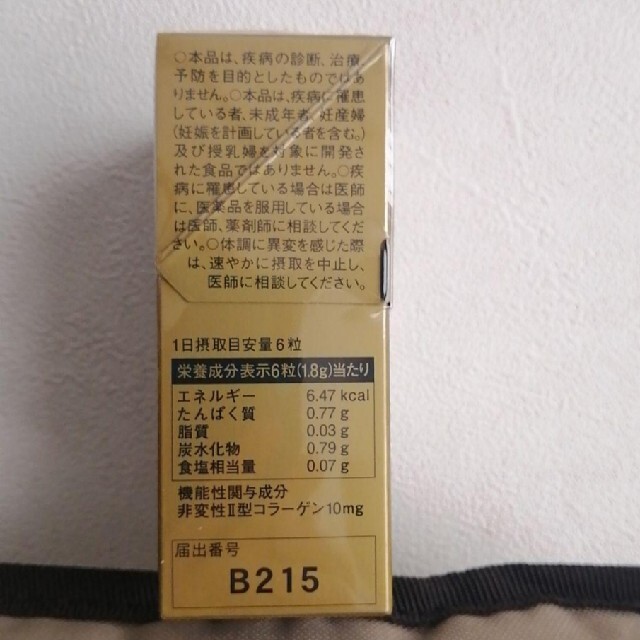 ○本品は、疾病の診断、治療、
予防を目的としたものではあ
りません。○本品は、疾病に罹患
している者、未成年者、妊産婦
(妊娠を計画している者を含む。)
及び授乳婦を対象に開発さ
れた食品ではありません。○疾
病に罹患している場合は医師
に、医薬品を服用している場合
は医師、薬剤師に相談してくだ
さい。○体調に異変を感じた際
は、速やかに摂取を中止し、
医師に相談してください。
1日摂取目安量6粒
栄養成分表示6粒(1.8g)当たり
エネルギー 6.47 kcal
たんぱく質 0.77 g
脂質 0.03 g
炭水化物 0.79 g
食塩相当量 0.07 g
機能性関与成分
非変性Ⅱ型コラーゲン10mg
届出番号
B215